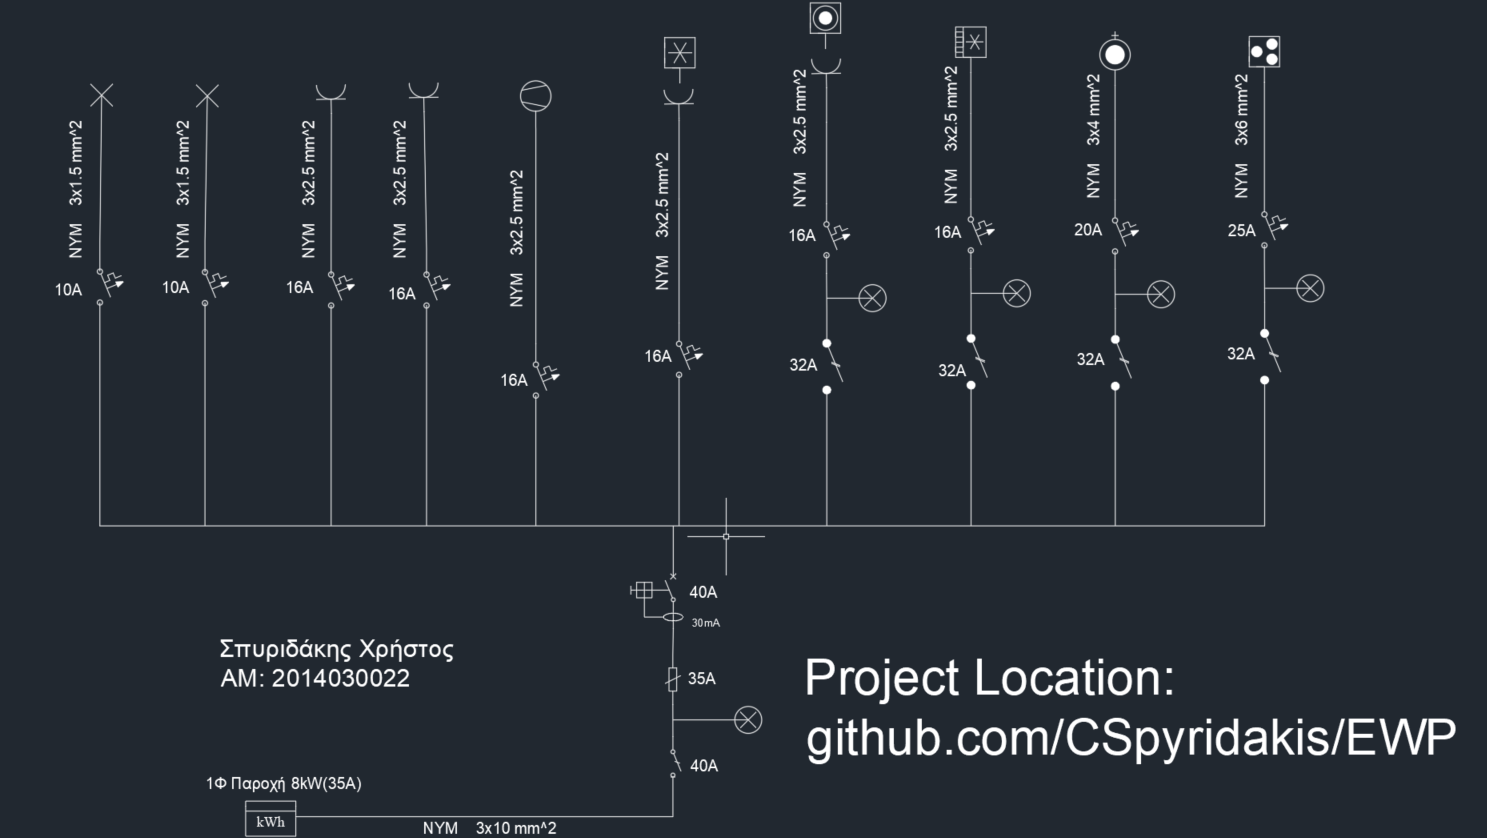 NYM 3x1.5 mm^2
NYM 3x1.5 mm^2
NYM 3x2.5 mm^2
NYM 3x2.5 mm^2
NYM 3x2.5 mm^2
NYM 3x2.5 mm^2
NYM 3x2.5 mm^2
NYM 3x2.5 mm^2
NYM 3x4 mm^2
NYM 3x6 mm^2
10A
10A
16A
16A
16A
16A
16A
16A
20A
25A
32A
32A
32A
32A
40A
30mA
35A
40A
Σπυριδάκης Χρήστος
ΑΜ: 2014030022
Project Location:
github.com/CSpyridakis/EWP
1Φ Παροχή 8kW(35A)
kWh
NYM 3x10 mm^2